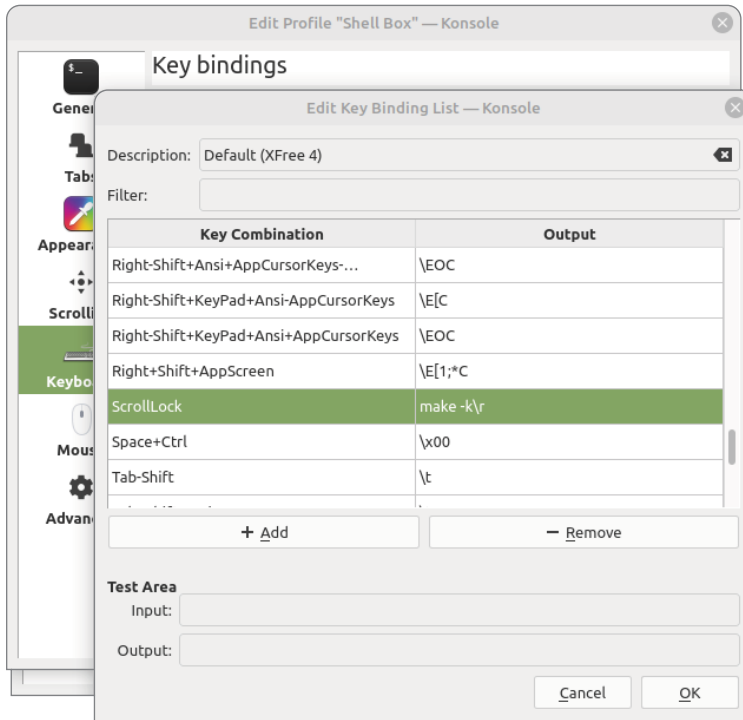 Edit Profile "Shell Box" — Konsole
$_
Key bindings
Gene
Tab
Appear
Scrolli
Keybo
Mou
Advan
Edit Key Binding List — Konsole
Description: Default (XFree 4)
Filter:
Key Combination Output
Right-Shift+Ansi+AppCursorKeys-... \EOC
Right-Shift+KeyPad+Ansi-AppCursorKeys \E[C
Right-Shift+KeyPad+Ansi+AppCursorKeys \EOC
Right+Shift+AppScreen \E[1;*C
ScrollLock make -k\r
Space+Ctrl \x00
Tab-Shift \t
+ Add − Remove
Test Area
Input:
Output:
Cancel OK